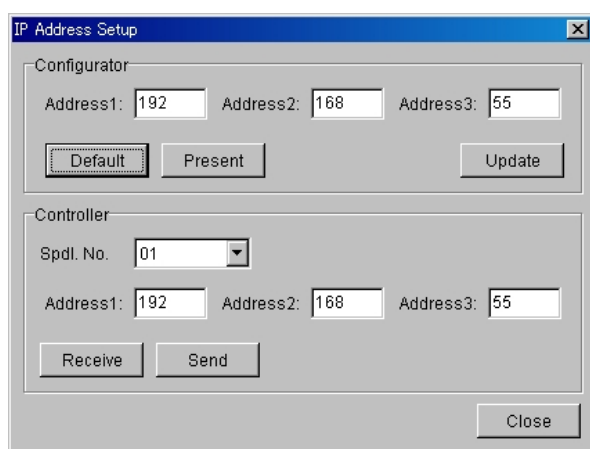 IP Address Setup
Configurator
Address1: 192 Address2: 168 Address3: 55
Default Present Update
Controller
Spdl. No. 01
Address1: 192 Address2: 168 Address3: 55
Receive Send
Close